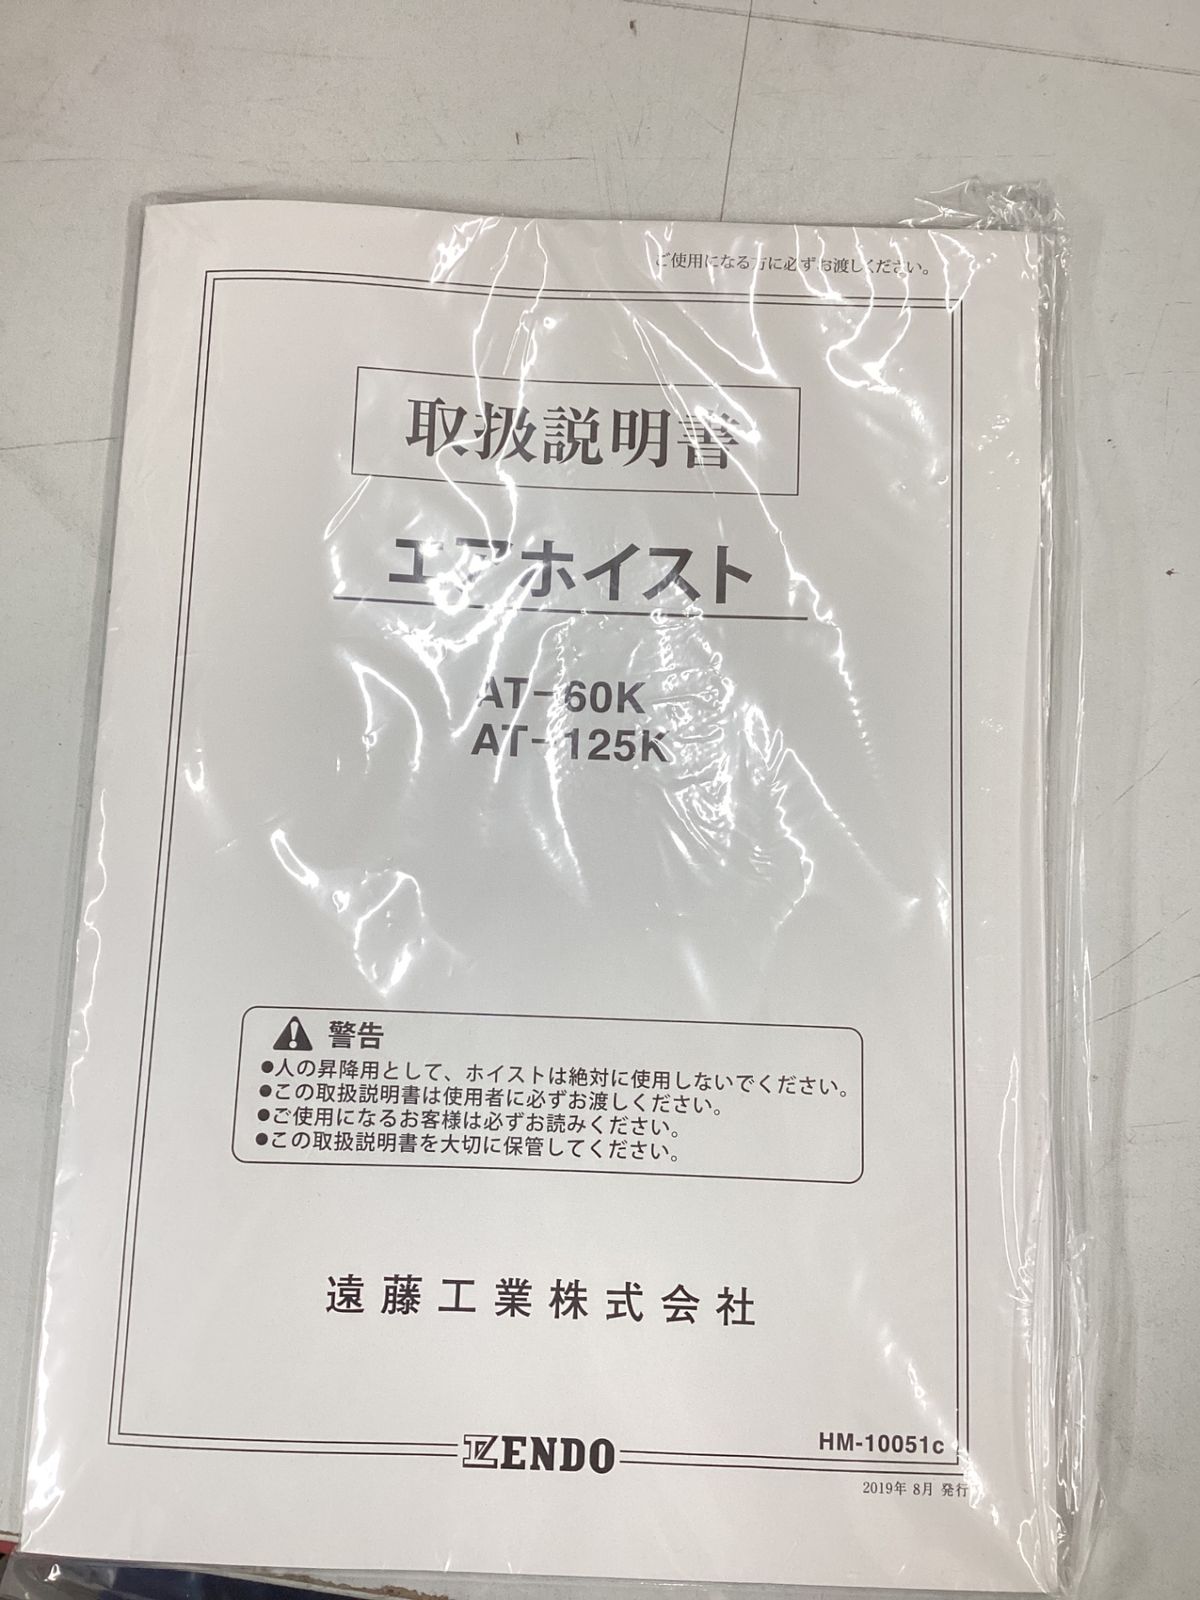 ご使用になる方に必ずお渡しください。
取扱説明書
エアホイスト
AT-60K
AT-125K
警告
●人の昇降用として、ホイストは絶対に使用しないでください。
●この取扱説明書は使用者に必ずお渡しください。
●ご使用になるお客様は必ずお読みください。
●この取扱説明書を大切に保管してください。
遠藤工業株式会社
ENDO
HM-10051c
2019年 8月 発行